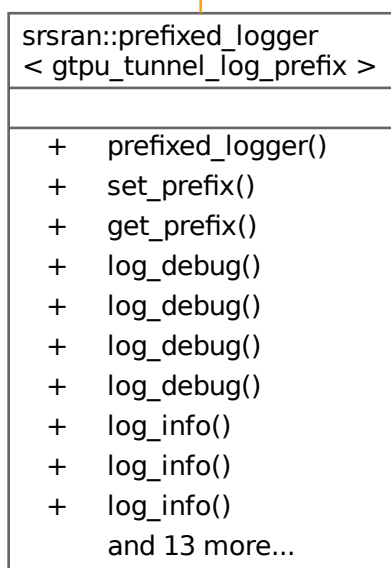 srsran::prefixed_logger
< gtpu_tunnel_log_prefix >
+ prefixed_logger()
+ set_prefix()
+ get_prefix()
+ log_debug()
+ log_debug()
+ log_debug()
+ log_debug()
+ log_info()
+ log_info()
+ log_info()
and 13 more...